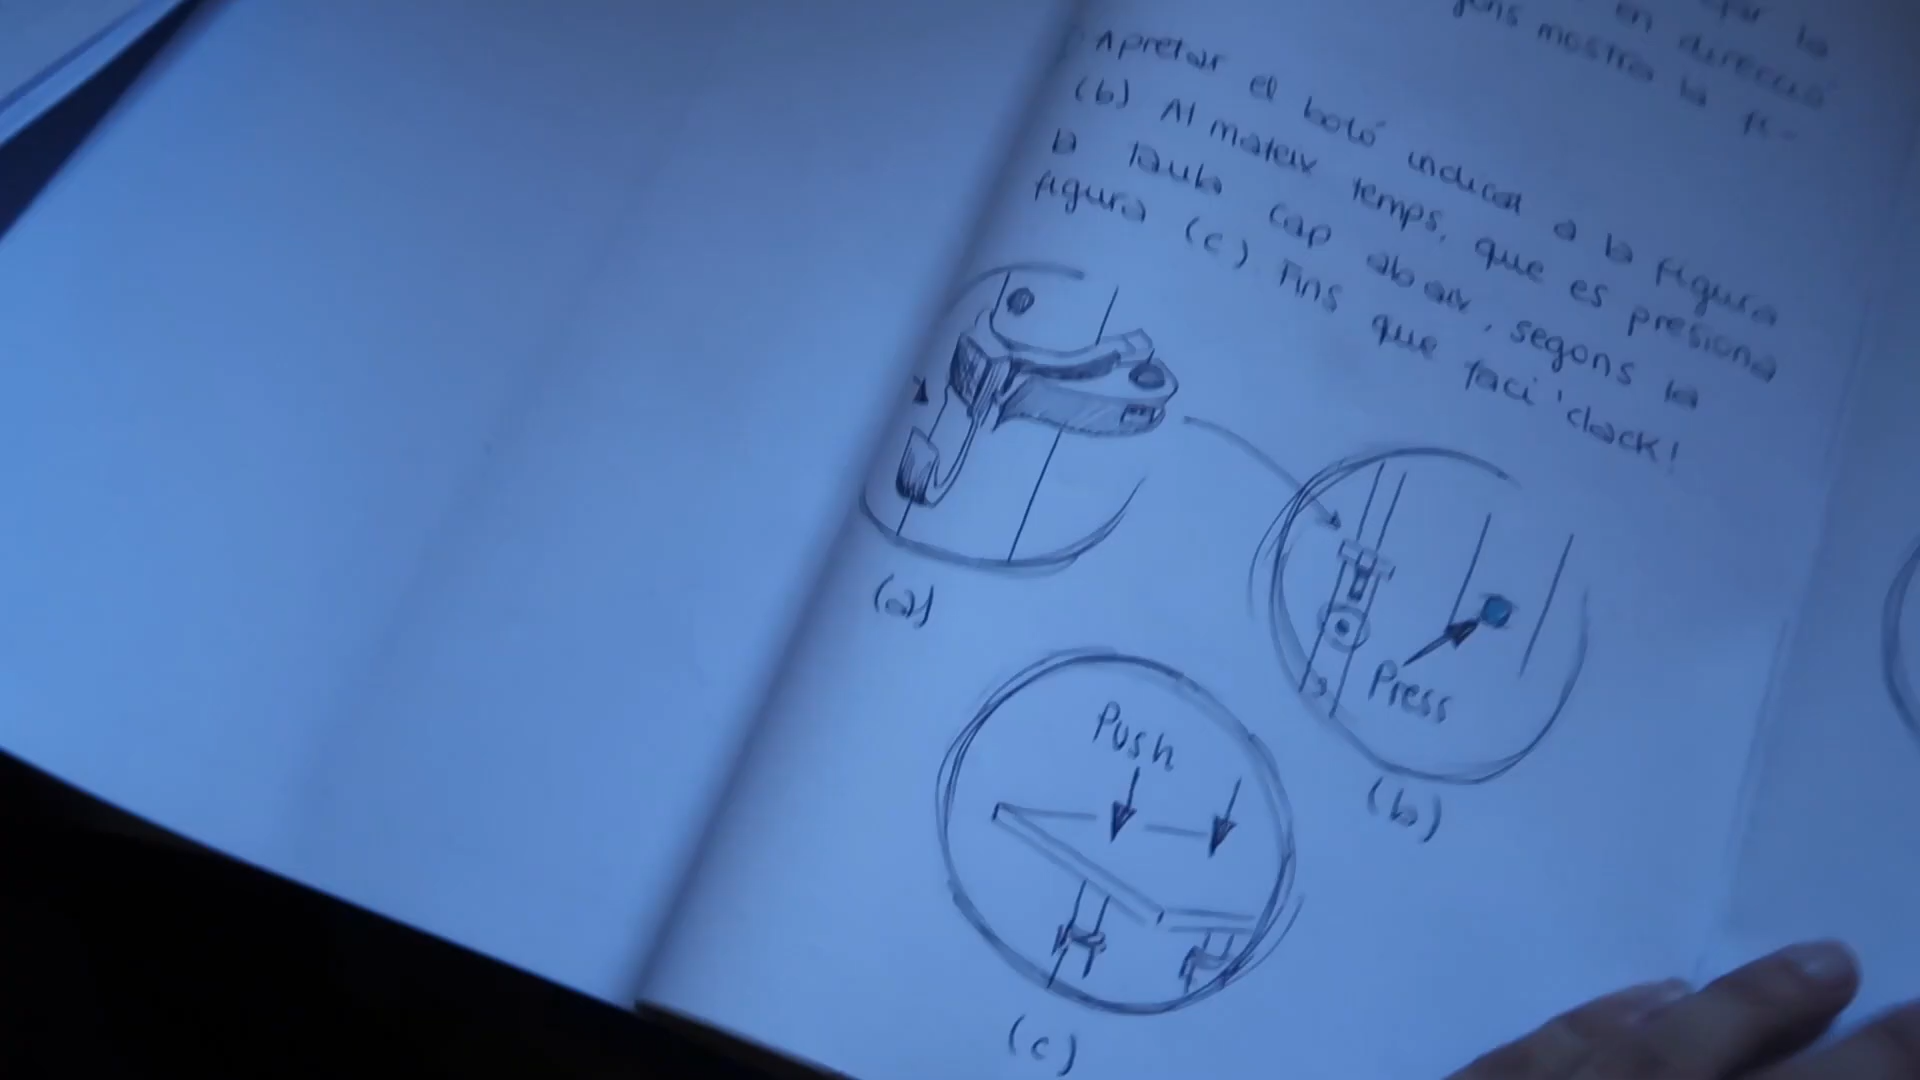 la
en direcció
mostra la fi-
Apretar el botó indicat a la figura
(b) Al mateix temps, que es presiona
la taula cap abaix, segons la
figura (c) Fins que faci 'clack!
(a)
Press
(b)
Push
(c)